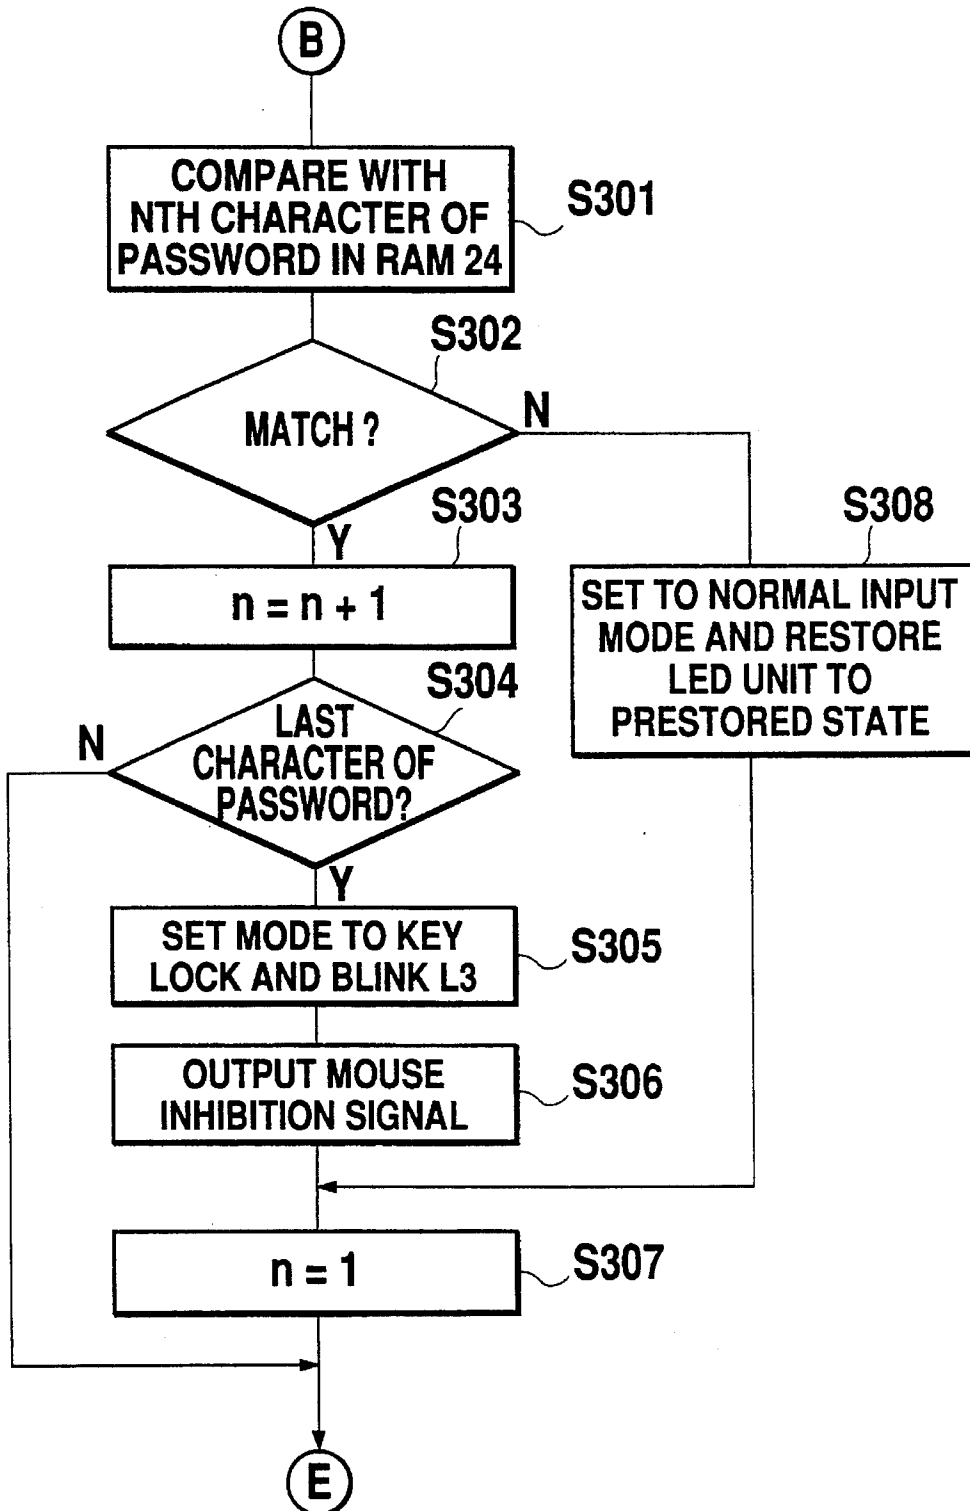 B
COMPARE WITH
NTH CHARACTER OF
PASSWORD IN RAM 24
S301
S302
MATCH ?
N
Y
S303
n = n + 1
S308
SET TO NORMAL INPUT
MODE AND RESTORE
LED UNIT TO
PRESTORED STATE
S304
LAST
CHARACTER OF
PASSWORD?
N
Y
SET MODE TO KEY
LOCK AND BLINK L3
S305
OUTPUT MOUSE
INHIBITION SIGNAL
S306
n = 1
S307
E